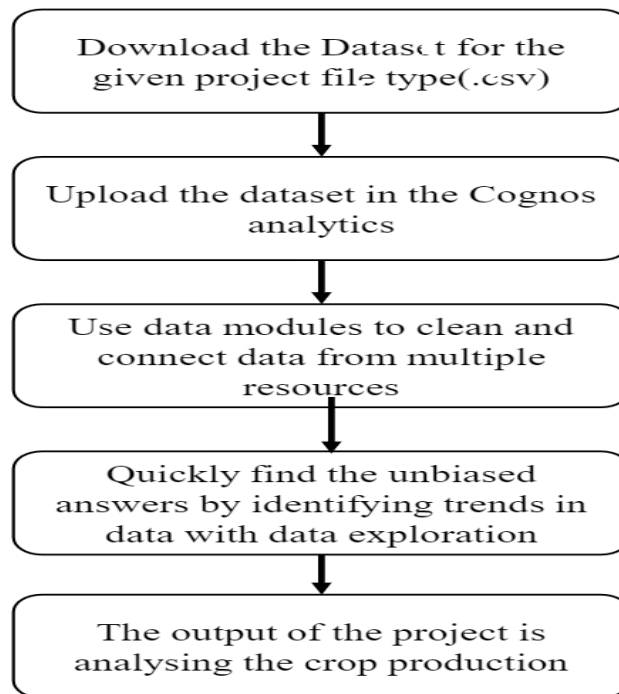 Download the Dataset for the
given project file type(.csv)
Upload the dataset in the Cognos
analytics
Use data modules to clean and
connect data from multiple
resources
Quickly find the unbiased
answers by identifying trends in
data with data exploration
The output of the project is
analysing the crop production